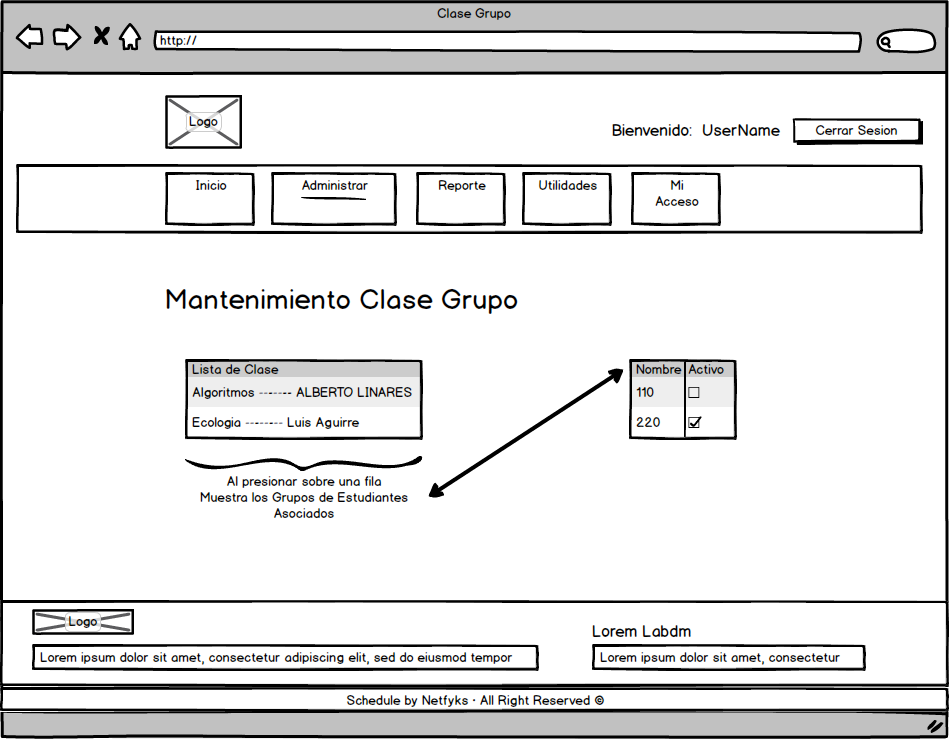 Clase Grupo
http://
Logo
Bienvenido: UserName
Cerrar Sesion
Inicio
Administrar
Reporte
Utilidades
Mi
Acceso
Mantenimiento Clase Grupo
Lista de Clase
Algoritmos ------- ALBERTO LINARES
Ecologia -------- Luis Aguirre
Nombre Activo
110
220
Al presionar sobre una fila
Muestra los Grupos de Estudiantes
Asociados
Logo
Lorem ipsum dolor sit amet, consectetur adipiscing elit, sed do eiusmod tempor
Lorem Labdm
Lorem ipsum dolor sit amet, consectetur
Schedule by Netfyks · All Right Reserved ©